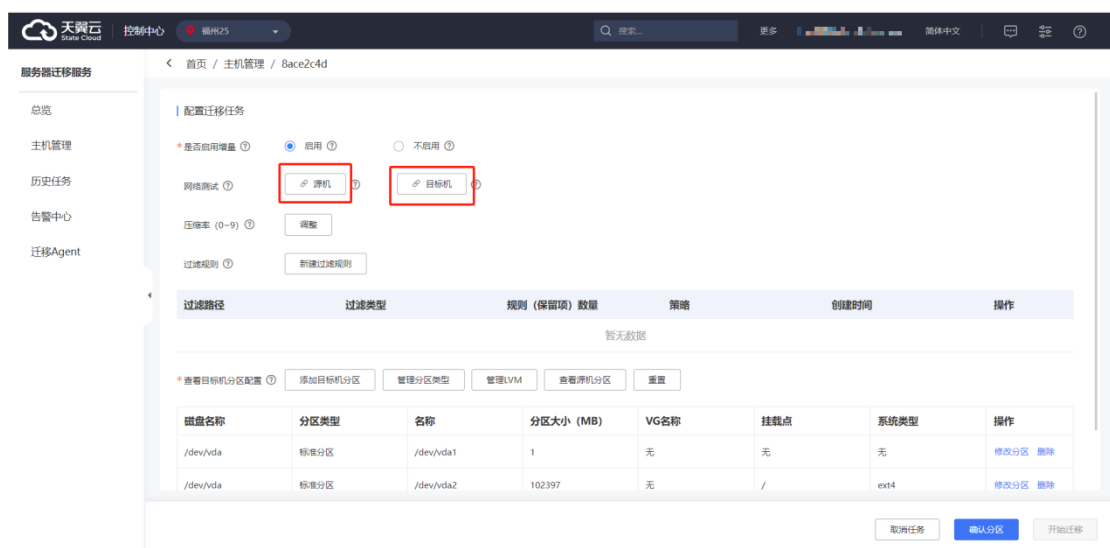 天翼云 State Cloud 控制中心 福州25 搜索... 更多 简体中文
服务器迁移服务
首页 / 主机管理 / 8ace2c4d
总览
主机管理
历史任务
告警中心
迁移Agent
配置迁移任务
*是否启用增量 启用 不启用
网络测试 源机 目标机
压缩率（0~9） 调整
过滤规则 新建过滤规则
过滤路径 过滤类型 规则（保留项）数量 策略 创建时间 操作
暂无数据
*查看目标机分区配置 添加目标机分区 管理分区类型 管理LVM 查看源机分区 重置
磁盘名称 分区类型 名称 分区大小（MB） VG名称 挂载点 系统类型 操作
/dev/vda 标准分区 /dev/vda1 1 无 无 无 修改分区 删除
/dev/vda 标准分区 /dev/vda2 102397 无 / ext4 修改分区 删除
取消任务 确认分区 开始迁移